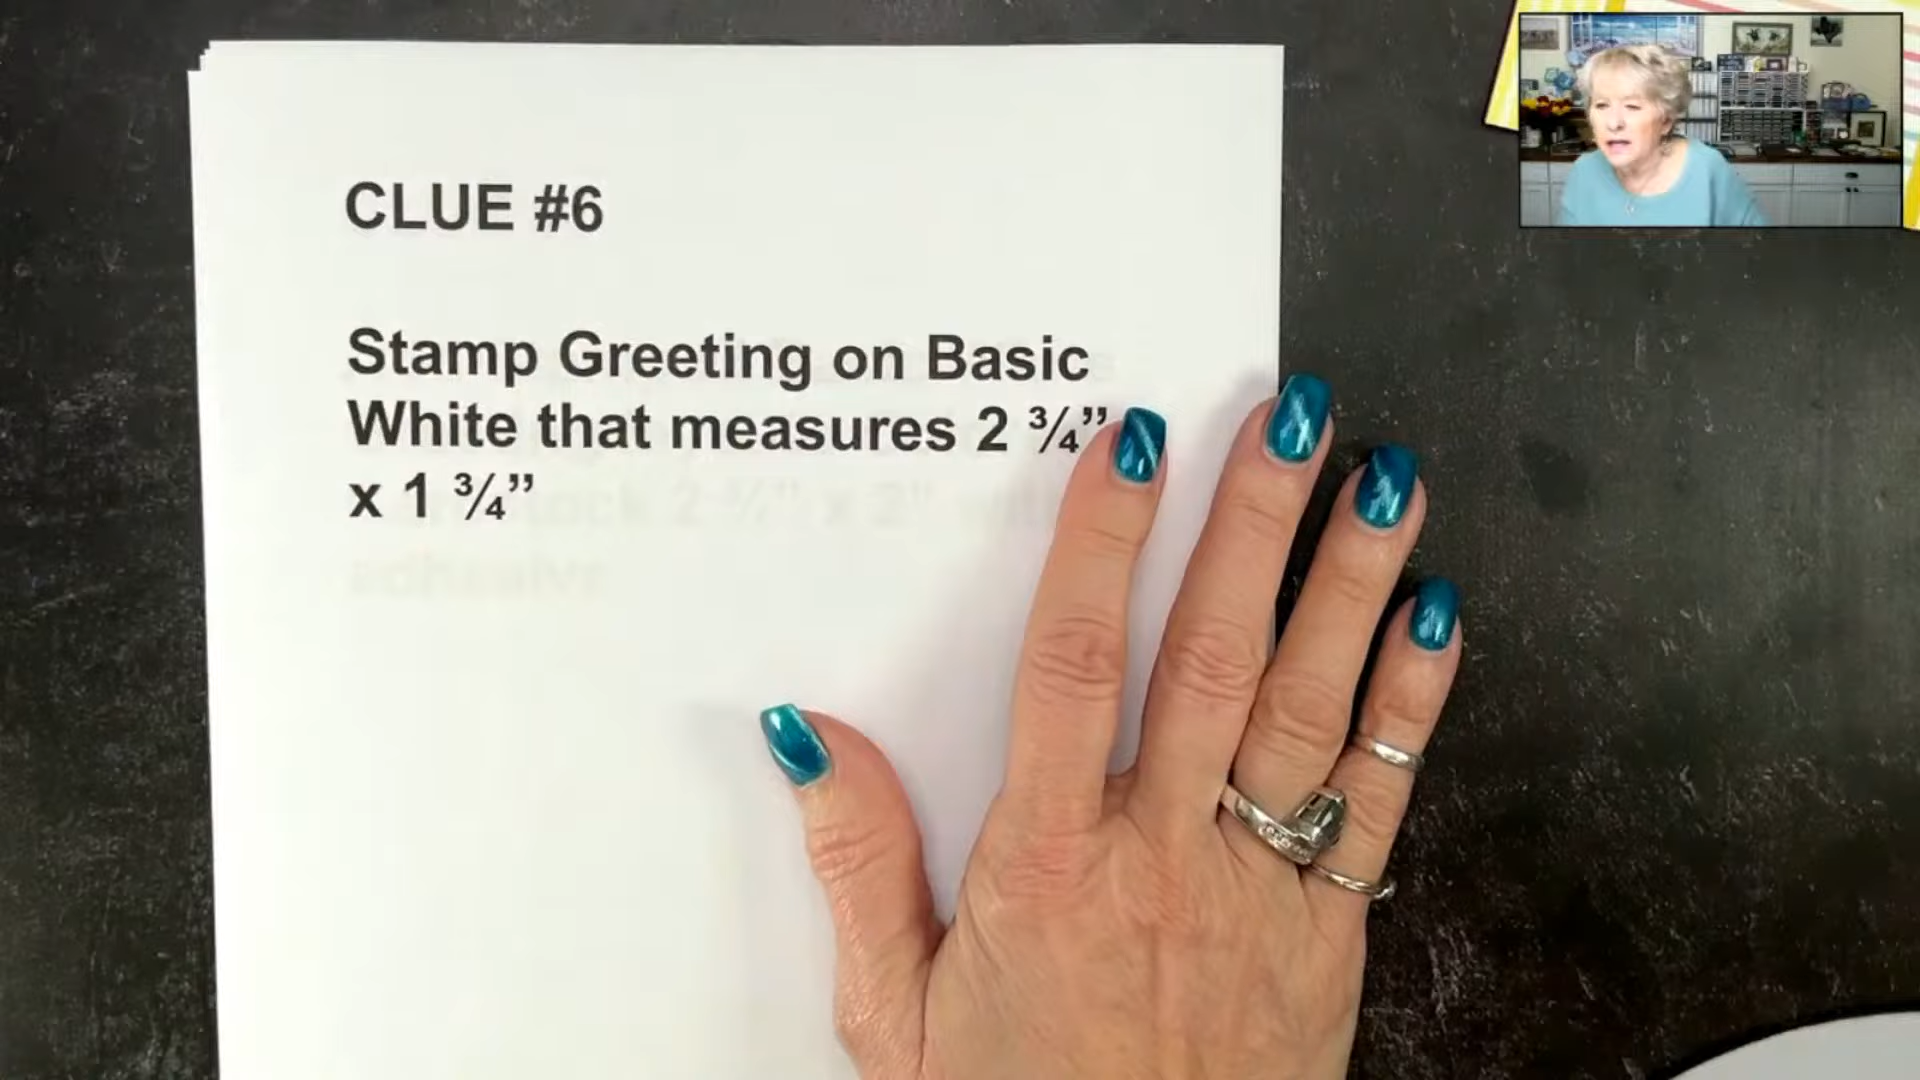 CLUE #6
Stamp Greeting on Basic
White that measures 2 ¾”
x 1 ¾”